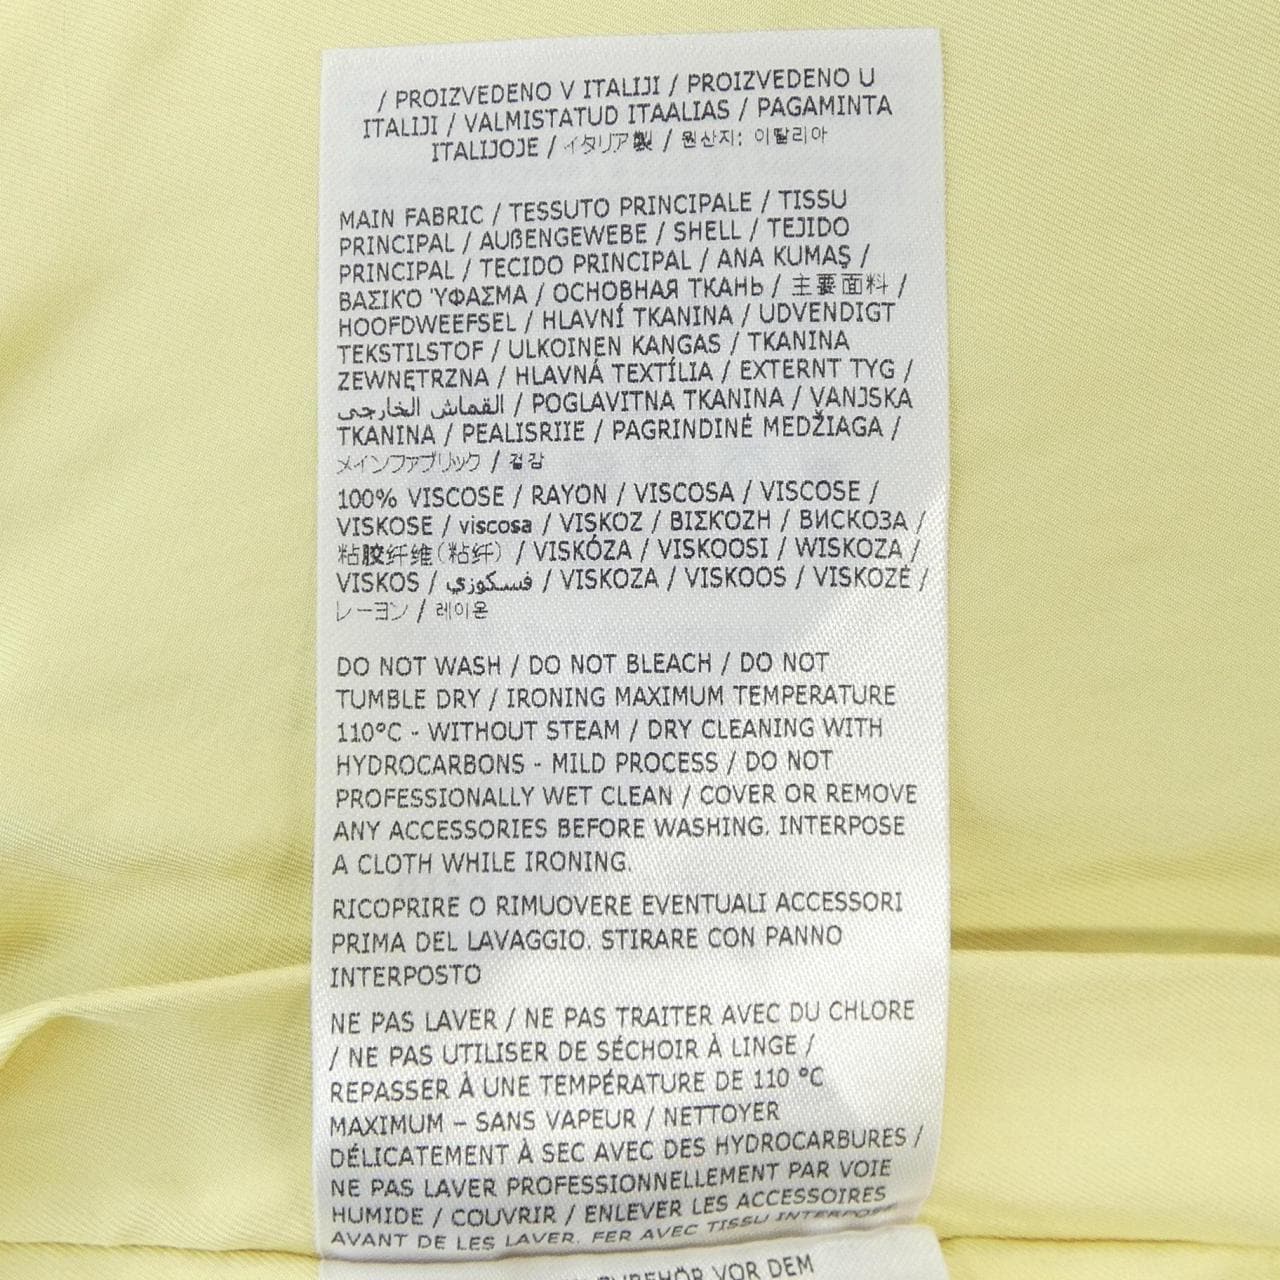 / PROIZVEDENO V ITALIJI / PROIZVEDENO U
ITALIJI / VALMISTATUD ITAALIAS / PAGAMINTA
ITALIJOJE / イタリア製 / 원산지: 이탈리아
MAIN FABRIC / TESSUTO PRINCIPALE / TISSU
PRINCIPAL / AUßENGEWEBE / SHELL / TEJIDO
PRINCIPAL / TECIDO PRINCIPAL / ANA KUMAŞ /
ΒΑΣΙΚΌ ΎΦΑΣΜΑ / ОСНОВНАЯ ТКАНЬ / 主要面料 /
HOOFDWEEFSEL / HLAVNÍ TKANINA / UDVENDIGT
TEKSTILSTOF / ULKOINEN KANGAS / TKANINA
ZEWNĘTRZNA / HLAVNÁ TEXTÍLIA / EXTERNT TYG /
القماش الخارجي / POGLAVITNA TKANINA / VANJSKA
TKANINA / PEALISRIIE / PAGRINDINĖ MEDŽIAGA /
メインファブリック / 겉감
100% VISCOSE / RAYON / VISCOSA / VISCOSE /
VISKOSE / viscosa / VISKOZ / ΒΙΣΚΌΖΗ / ВИСКОЗА /
粘胶纤维(粘纤) / VISKÓZA / VISKOOSI / WISKOZA /
VISKOS / فسكوزي / VISKOZA / VISKOOS / VISKOZĖ /
レーヨン / 레이온
DO NOT WASH / DO NOT BLEACH / DO NOT
TUMBLE DRY / IRONING MAXIMUM TEMPERATURE
110°C - WITHOUT STEAM / DRY CLEANING WITH
HYDROCARBONS - MILD PROCESS / DO NOT
PROFESSIONALLY WET CLEAN / COVER OR REMOVE
ANY ACCESSORIES BEFORE WASHING. INTERPOSE
A CLOTH WHILE IRONING.
RICOPRIRE O RIMUOVERE EVENTUALI ACCESSORI
PRIMA DEL LAVAGGIO. STIRARE CON PANNO
INTERPOSTO
NE PAS LAVER / NE PAS TRAITER AVEC DU CHLORE
/ NE PAS UTILISER DE SÉCHOIR À LINGE /
REPASSER À UNE TEMPÉRATURE DE 110 °C
MAXIMUM – SANS VAPEUR / NETTOYER
DÉLICATEMENT À SEC AVEC DES HYDROCARBURES /
NE PAS LAVER PROFESSIONNELLEMENT PAR VOIE
HUMIDE / COUVRIR / ENLEVER LES ACCESSOIRES
AVANT DE LES LAVER. FER AVEC TISSU INTERPOSÉ
VOR DEM